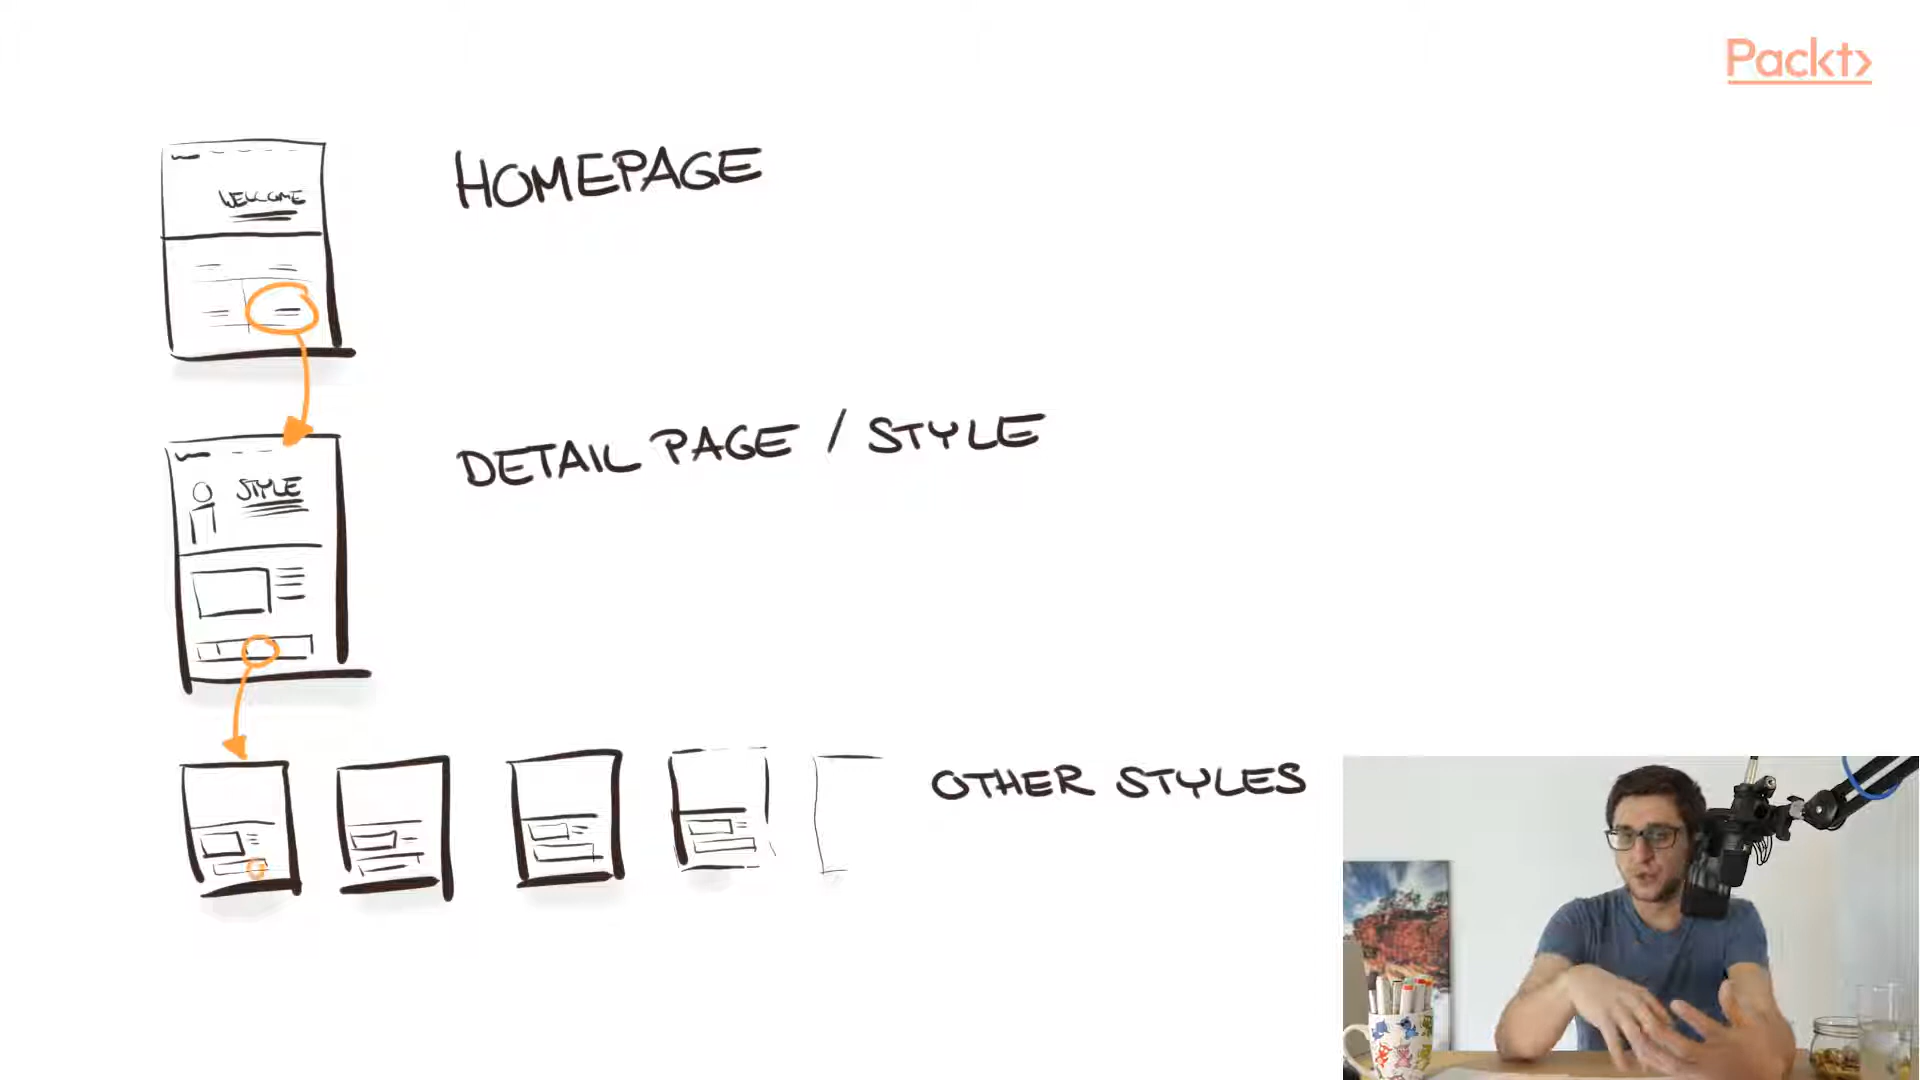 Packt>
HOMEPAGE
WELCOME
DETAIL PAGE / STYLE
STYLE
OTHER STYLES